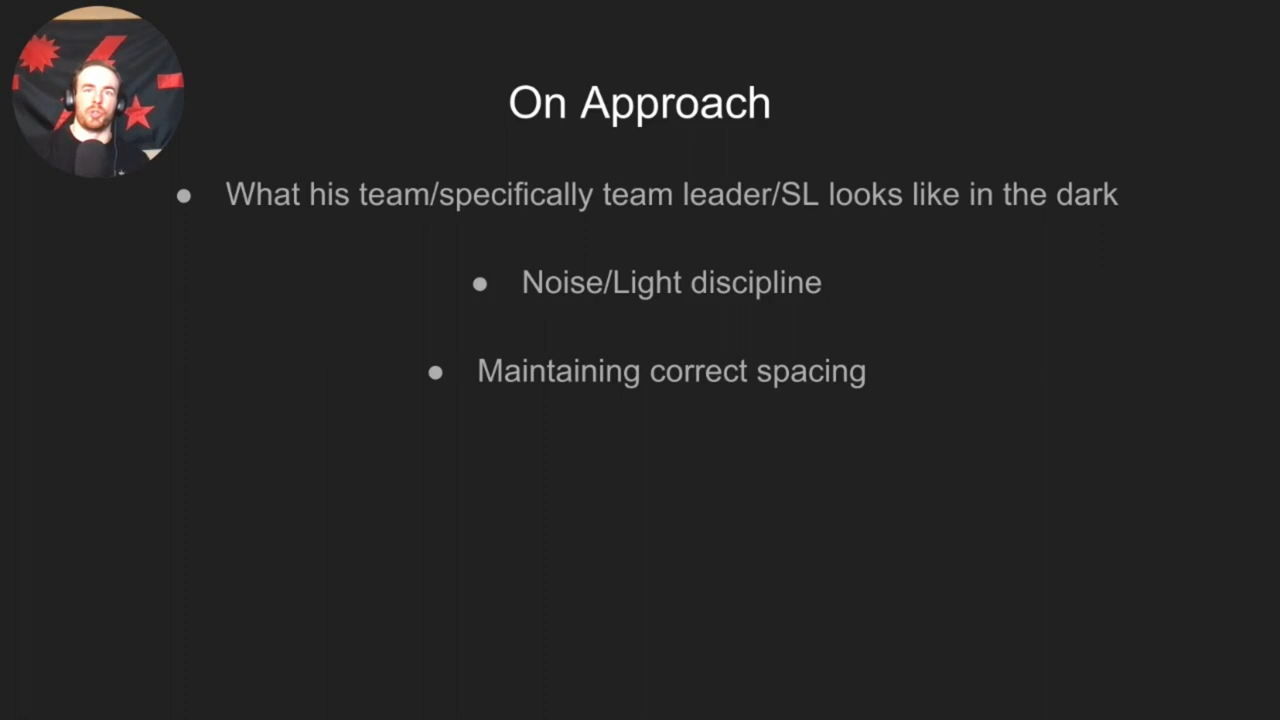 On Approach
● What his team/specifically team leader/SL looks like in the dark
● Noise/Light discipline
● Maintaining correct spacing